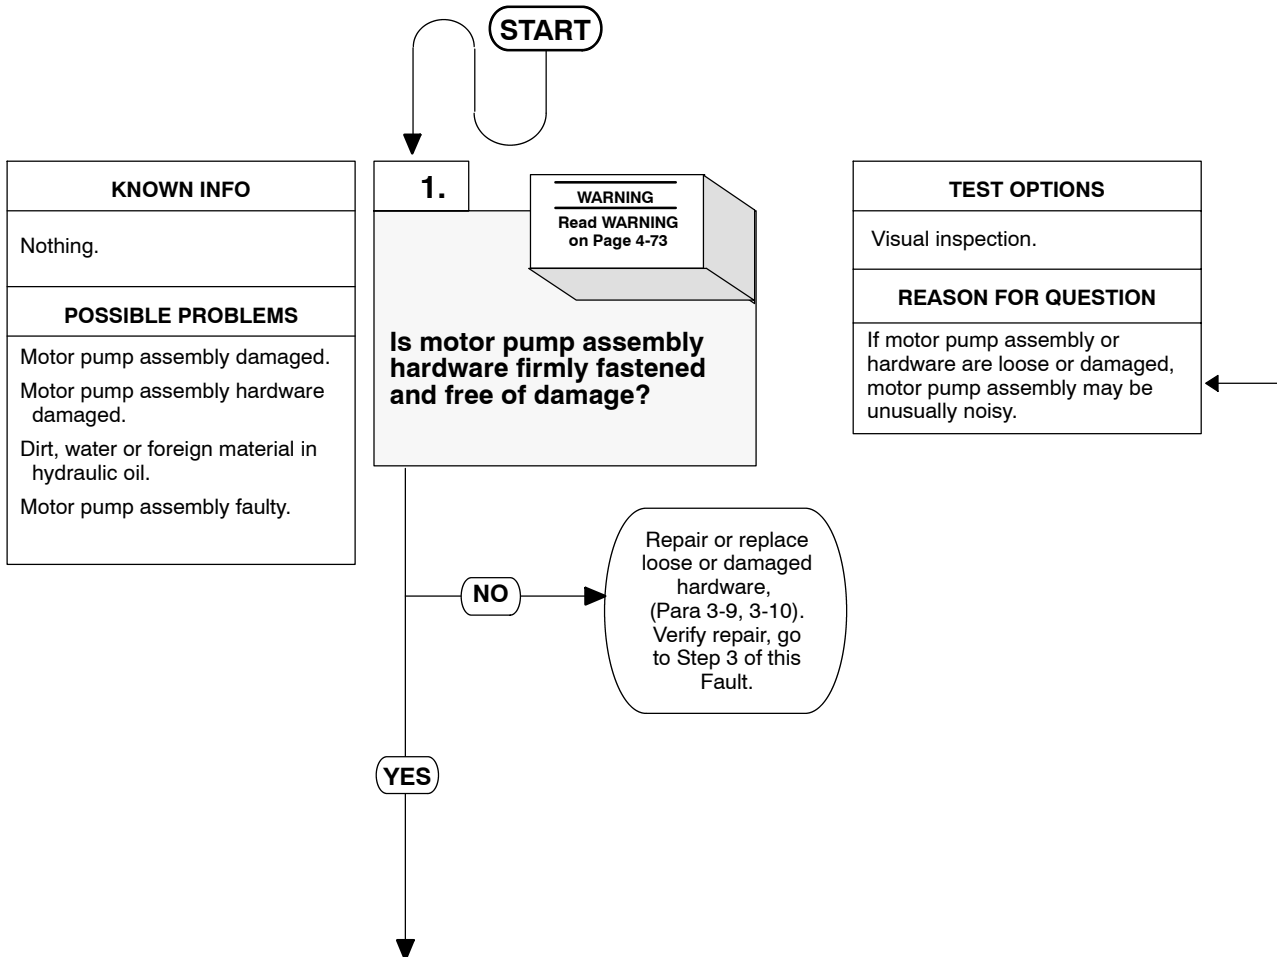 START
KNOWN INFO
Nothing.
POSSIBLE PROBLEMS
Motor pump assembly damaged.
Motor pump assembly hardware
damaged.
Dirt, water or foreign material in
hydraulic oil.
Motor pump assembly faulty.
1.
WARNING
Read WARNING
on Page 4-73
Is motor pump assembly
hardware firmly fastened
and free of damage?
TEST OPTIONS
Visual inspection.
REASON FOR QUESTION
If motor pump assembly or
hardware are loose or damaged,
motor pump assembly may be
unusually noisy.
NO
Repair or replace
loose or damaged
hardware,
(Para 3-9, 3-10).
Verify repair, go
to Step 3 of this
Fault.
YES